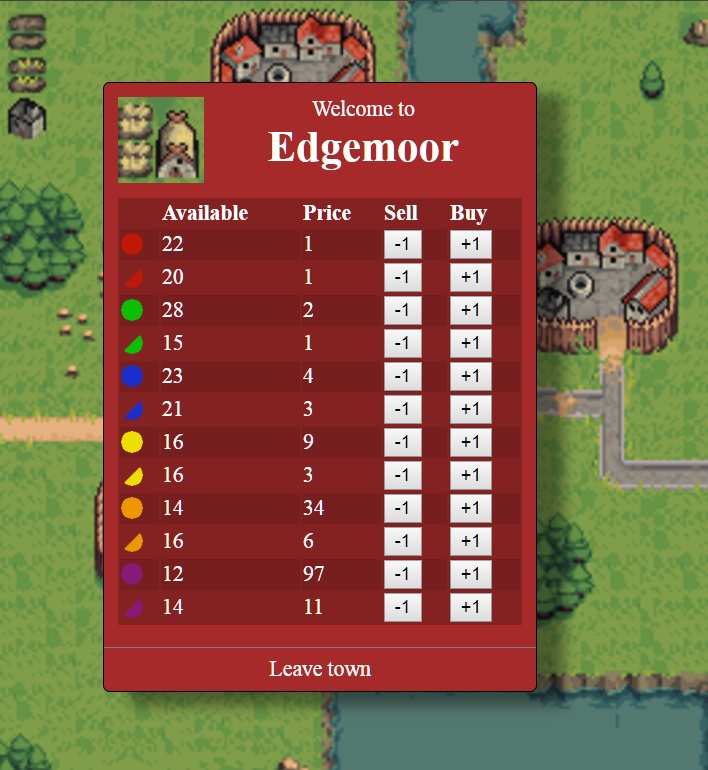 Welcome to
Edgemoor
Available Price Sell Buy
22 1 -1 +1
20 1 -1 +1
28 2 -1 +1
15 1 -1 +1
23 4 -1 +1
21 3 -1 +1
16 9 -1 +1
16 3 -1 +1
14 34 -1 +1
16 6 -1 +1
12 97 -1 +1
14 11 -1 +1
Leave town